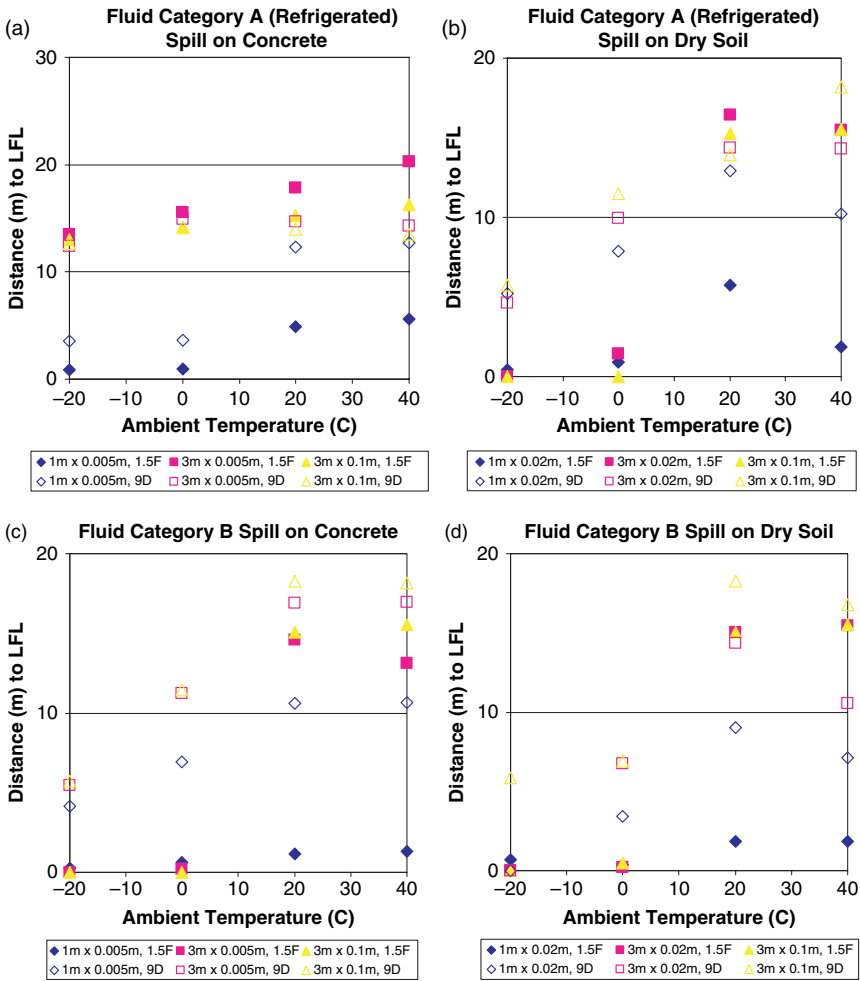 (a)
Fluid Category A (Refrigerated)
Spill on Concrete
30
20
10
0
Distance (m) to LFL
–20 –10 0 10 20 30 40
Ambient Temperature (C)
1m x 0.005m, 1.5F 3m x 0.005m, 1.5F 3m x 0.1m, 1.5F
1m x 0.005m, 9D 3m x 0.005m, 9D 3m x 0.1m, 9D
(b)
Fluid Category A (Refrigerated)
Spill on Dry Soil
20
10
0
Distance (m) to LFL
–20 –10 0 10 20 30 40
Ambient Temperature (C)
1m x 0.02m, 1.5F 3m x 0.02m, 1.5F 3m x 0.1m, 1.5F
1m x 0.02m, 9D 3m x 0.02m, 9D 3m x 0.1m, 9D
(c)
Fluid Category B Spill on Concrete
20
10
0
Distance (m) to LFL
–20 –10 0 10 20 30 40
Ambient Temperature (C)
1m x 0.005m, 1.5F 3m x 0.005m, 1.5F 3m x 0.1m, 1.5F
1m x 0.005m, 9D 3m x 0.005m, 9D 3m x 0.1m, 9D
(d)
Fluid Category B Spill on Dry Soil
20
10
0
Distance (m) to LFL
–20 –10 0 10 20 30 40
Ambient Temperature (C)
1m x 0.02m, 1.5F 3m x 0.02m, 1.5F 3m x 0.1m, 1.5F
1m x 0.02m, 9D 3m x 0.02m, 9D 3m x 0.1m, 9D